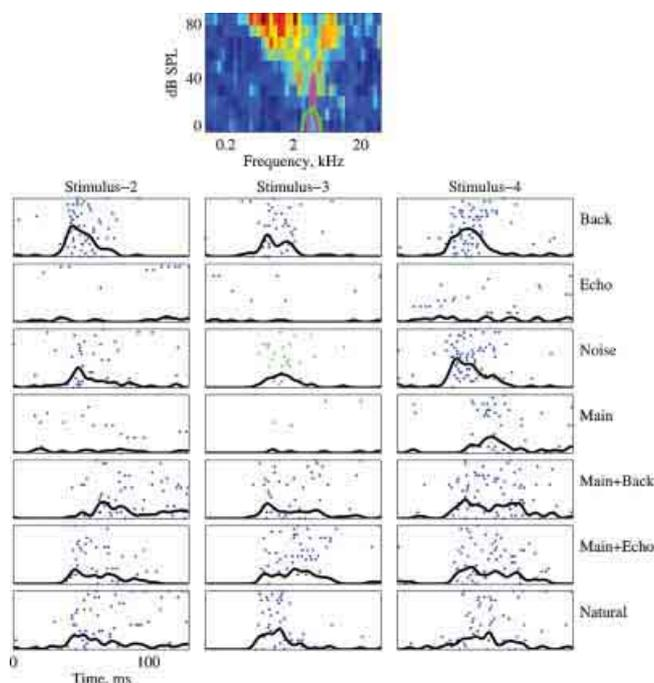 80
40
0
dB SPL
0.2 2 20
Frequency, kHz
Stimulus−2 Stimulus−3 Stimulus−4
Back
Echo
Noise
Main
Main+Back
Main+Echo
Natural
0 100
Time, ms